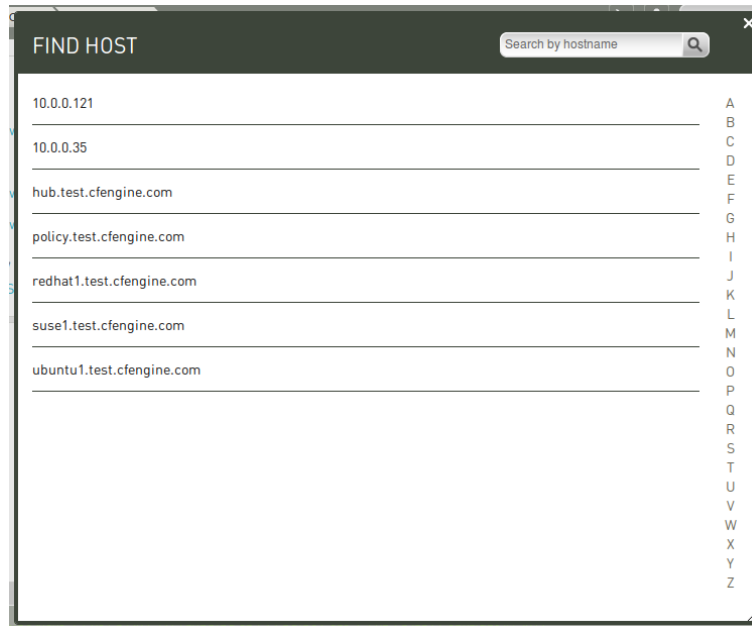 FIND HOST
Search by hostname
10.0.0.121
10.0.0.35
hub.test.cfengine.com
policy.test.cfengine.com
redhat1.test.cfengine.com
suse1.test.cfengine.com
ubuntu1.test.cfengine.com
A
B
C
D
E
F
G
H
I
J
K
L
M
N
O
P
Q
R
S
T
U
V
W
X
Y
Z